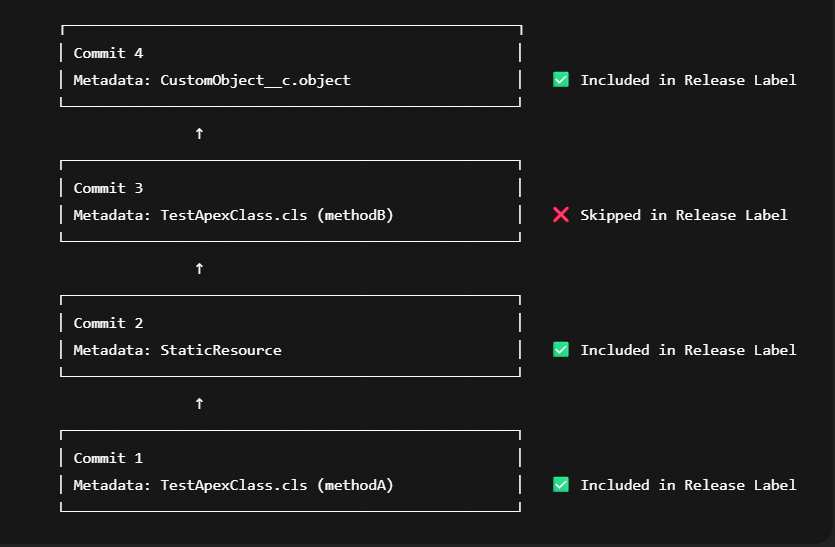 Commit 4
Metadata: CustomObject__c.object ✅ Included in Release Label
↑
Commit 3
Metadata: TestApexClass.cls (methodB) ❌ Skipped in Release Label
↑
Commit 2
Metadata: StaticResource ✅ Included in Release Label
↑
Commit 1
Metadata: TestApexClass.cls (methodA) ✅ Included in Release Label